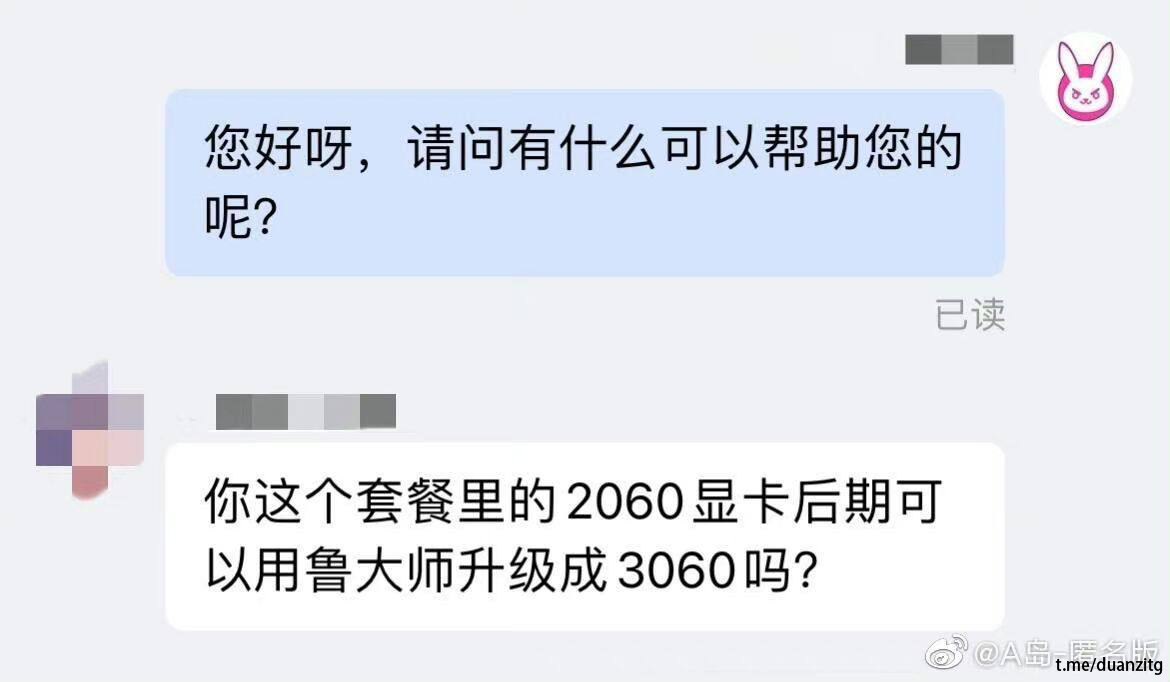 您好呀，请问有什么可以帮助您的
呢？
已读
你这个套餐里的2060显卡后期可
以用鲁大师升级成3060吗？
@A岛-匿名版
t.me/duanzitg